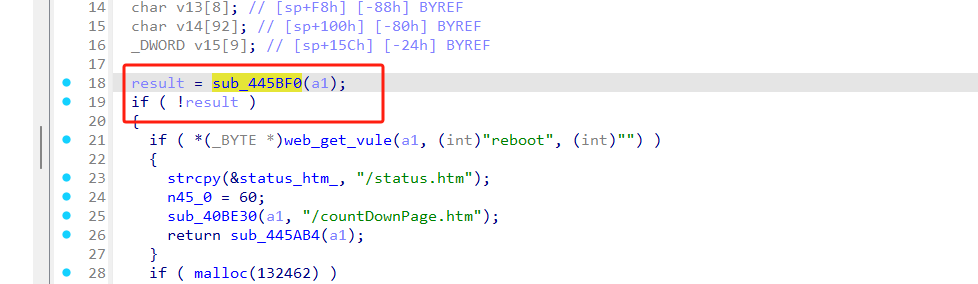 14 char v13[8]; // [sp+F8h] [-88h] BYREF
15 char v14[92]; // [sp+100h] [-80h] BYREF
16 _DWORD v15[9]; // [sp+15Ch] [-24h] BYREF
17
18 result = sub_445BF0(a1);
19 if ( !result )
20 {
21 if ( *(_BYTE *)web_get_vule(a1, (int)"reboot", (int)"") )
22 {
23 strcpy(&status_htm_, "/status.htm");
24 n45_0 = 60;
25 sub_40BE30(a1, "/countDownPage.htm");
26 return sub_445AB4(a1);
27 }
28 if ( malloc(132462) )